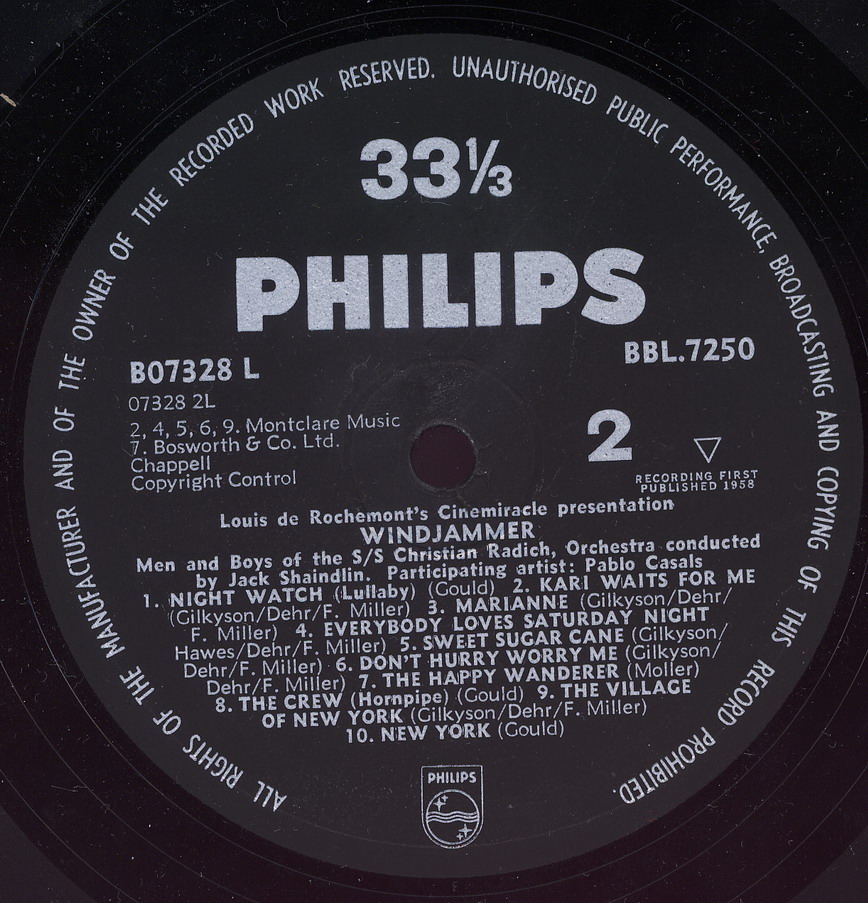 ALL RIGHTS OF THE MANUFACTURER AND OF THE OWNER OF THE RECORDED WORK RESERVED. UNAUTHORISED PUBLIC PERFORMANCE, BROADCASTING AND COPYING OF THIS RECORD PROHIBITED.
33⅓
PHILIPS
B07328 L
BBL.7250
07328 2L
2, 4, 5, 6, 9. Montclare Music
7. Bosworth & Co. Ltd.
Chappell
Copyright Control
2
RECORDING FIRST
PUBLISHED 1958
Louis de Rochemont's Cinemiracle presentation
WINDJAMMER
Men and Boys of the S/S Christian Radich, Orchestra conducted
by Jack Shaindlin. Participating artist: Pablo Casals
1. NIGHT WATCH (Lullaby) (Gould) 2. KARI WAITS FOR ME
(Gilkyson/Dehr/F. Miller) 3. MARIANNE (Gilkyson/Dehr/
F. Miller) 4. EVERYBODY LOVES SATURDAY NIGHT
Hawes/Dehr/F. Miller) 5. SWEET SUGAR CANE (Gilkyson/
Dehr/F. Miller) 6. DON'T HURRY WORRY ME (Gilkyson/
Dehr/F. Miller) 7. THE HAPPY WANDERER (Moller)
8. THE CREW (Hornpipe) (Gould) 9. THE VILLAGE
OF NEW YORK (Gilkyson/Dehr/F. Miller)
10. NEW YORK (Gould)
PHILIPS